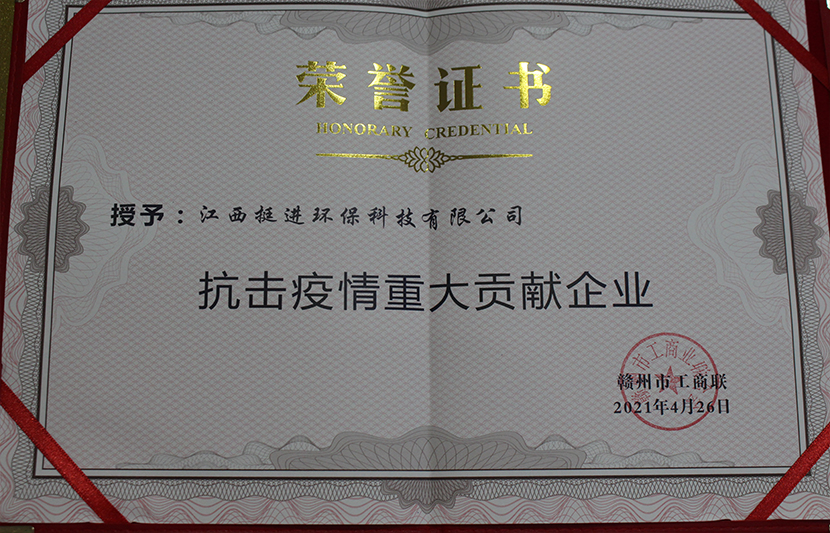 荣誉证书
HONORARY CREDENTIAL
授予：江西挺进环保科技有限公司
抗击疫情重大贡献企业
赣州市工商联
2021年4月26日